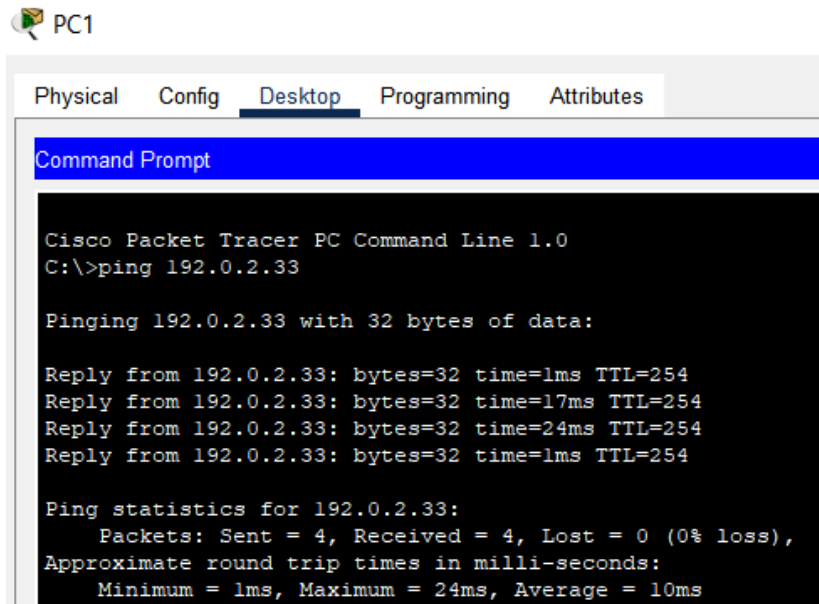 PC1
Physical Config Desktop Programming Attributes
Command Prompt
Cisco Packet Tracer PC Command Line 1.0
C:\>ping 192.0.2.33
Pinging 192.0.2.33 with 32 bytes of data:
Reply from 192.0.2.33: bytes=32 time=1ms TTL=254
Reply from 192.0.2.33: bytes=32 time=17ms TTL=254
Reply from 192.0.2.33: bytes=32 time=24ms TTL=254
Reply from 192.0.2.33: bytes=32 time=1ms TTL=254
Ping statistics for 192.0.2.33:
    Packets: Sent = 4, Received = 4, Lost = 0 (0% loss),
Approximate round trip times in milli-seconds:
    Minimum = 1ms, Maximum = 24ms, Average = 10ms